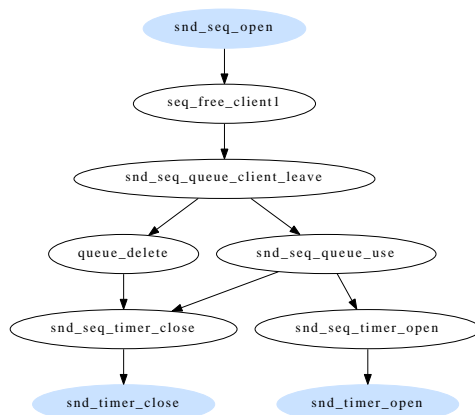 snd_seq_open
seq_free_client1
snd_seq_queue_client_leave
queue_delete
snd_seq_queue_use
snd_seq_timer_close
snd_seq_timer_open
snd_timer_close
snd_timer_open